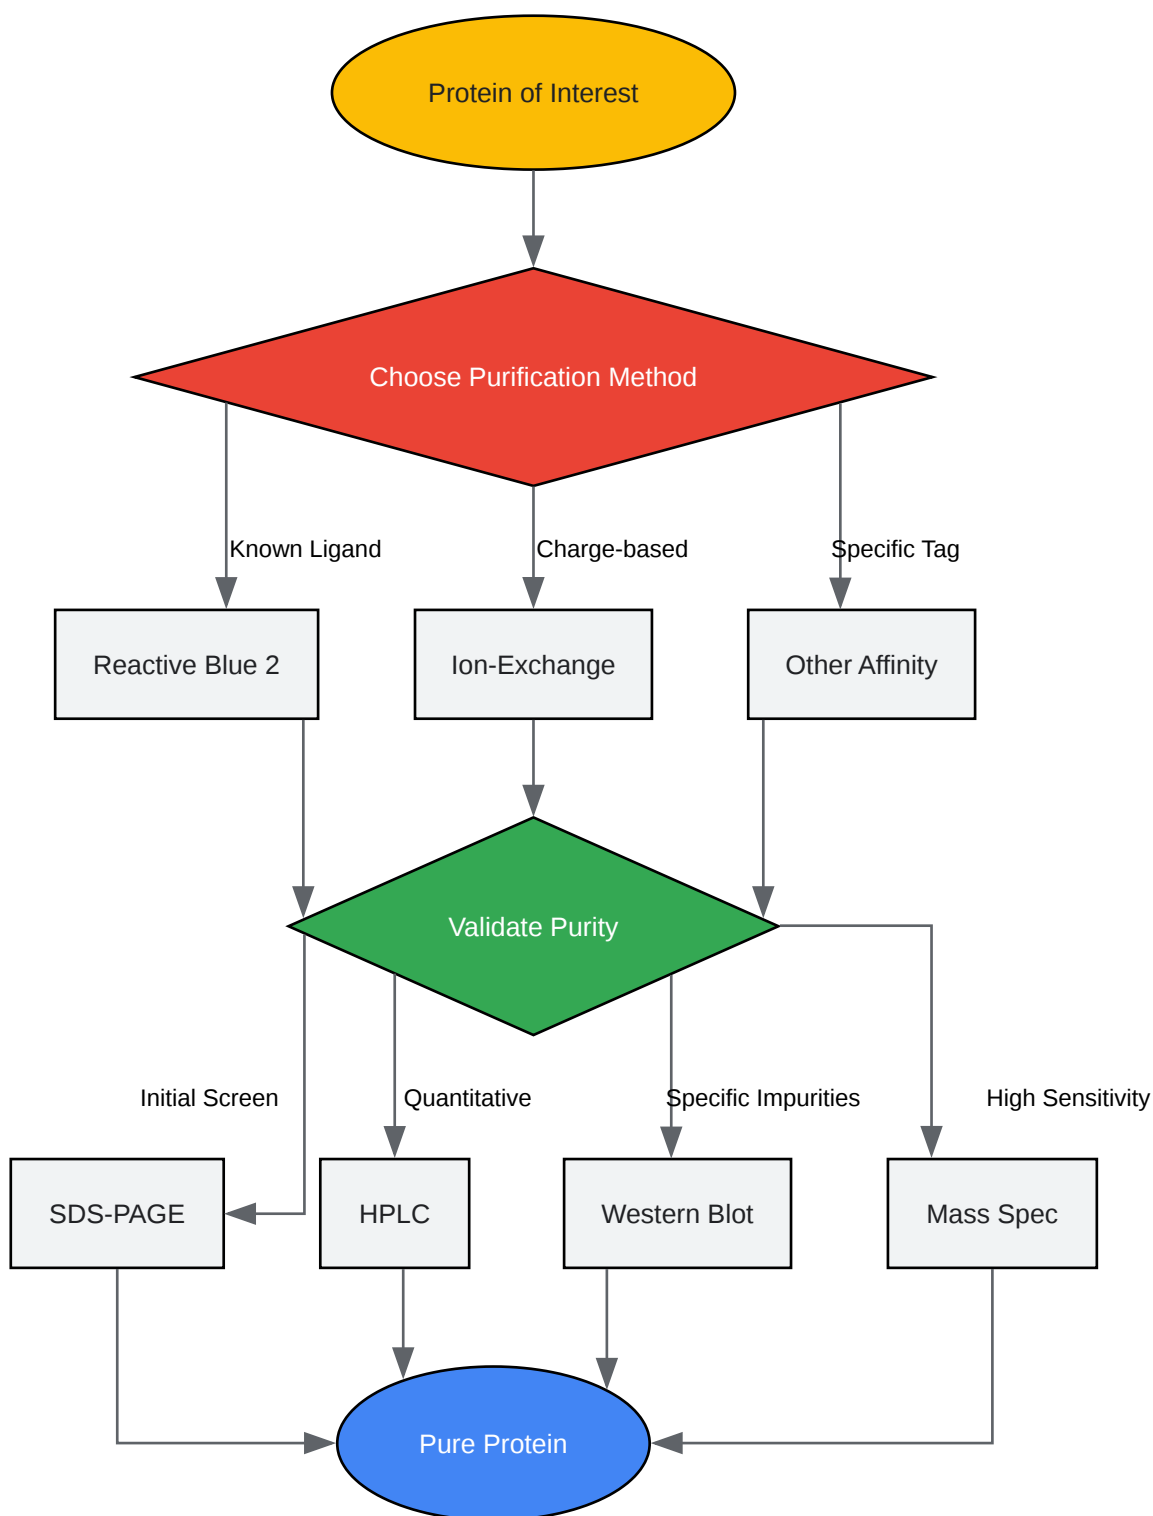 Protein of Interest
Choose Purification Method
Known Ligand
Charge-based
Specific Tag
Reactive Blue 2
Ion-Exchange
Other Affinity
Validate Purity
Initial Screen
Quantitative
Specific Impurities
High Sensitivity
SDS-PAGE
HPLC
Western Blot
Mass Spec
Pure Protein